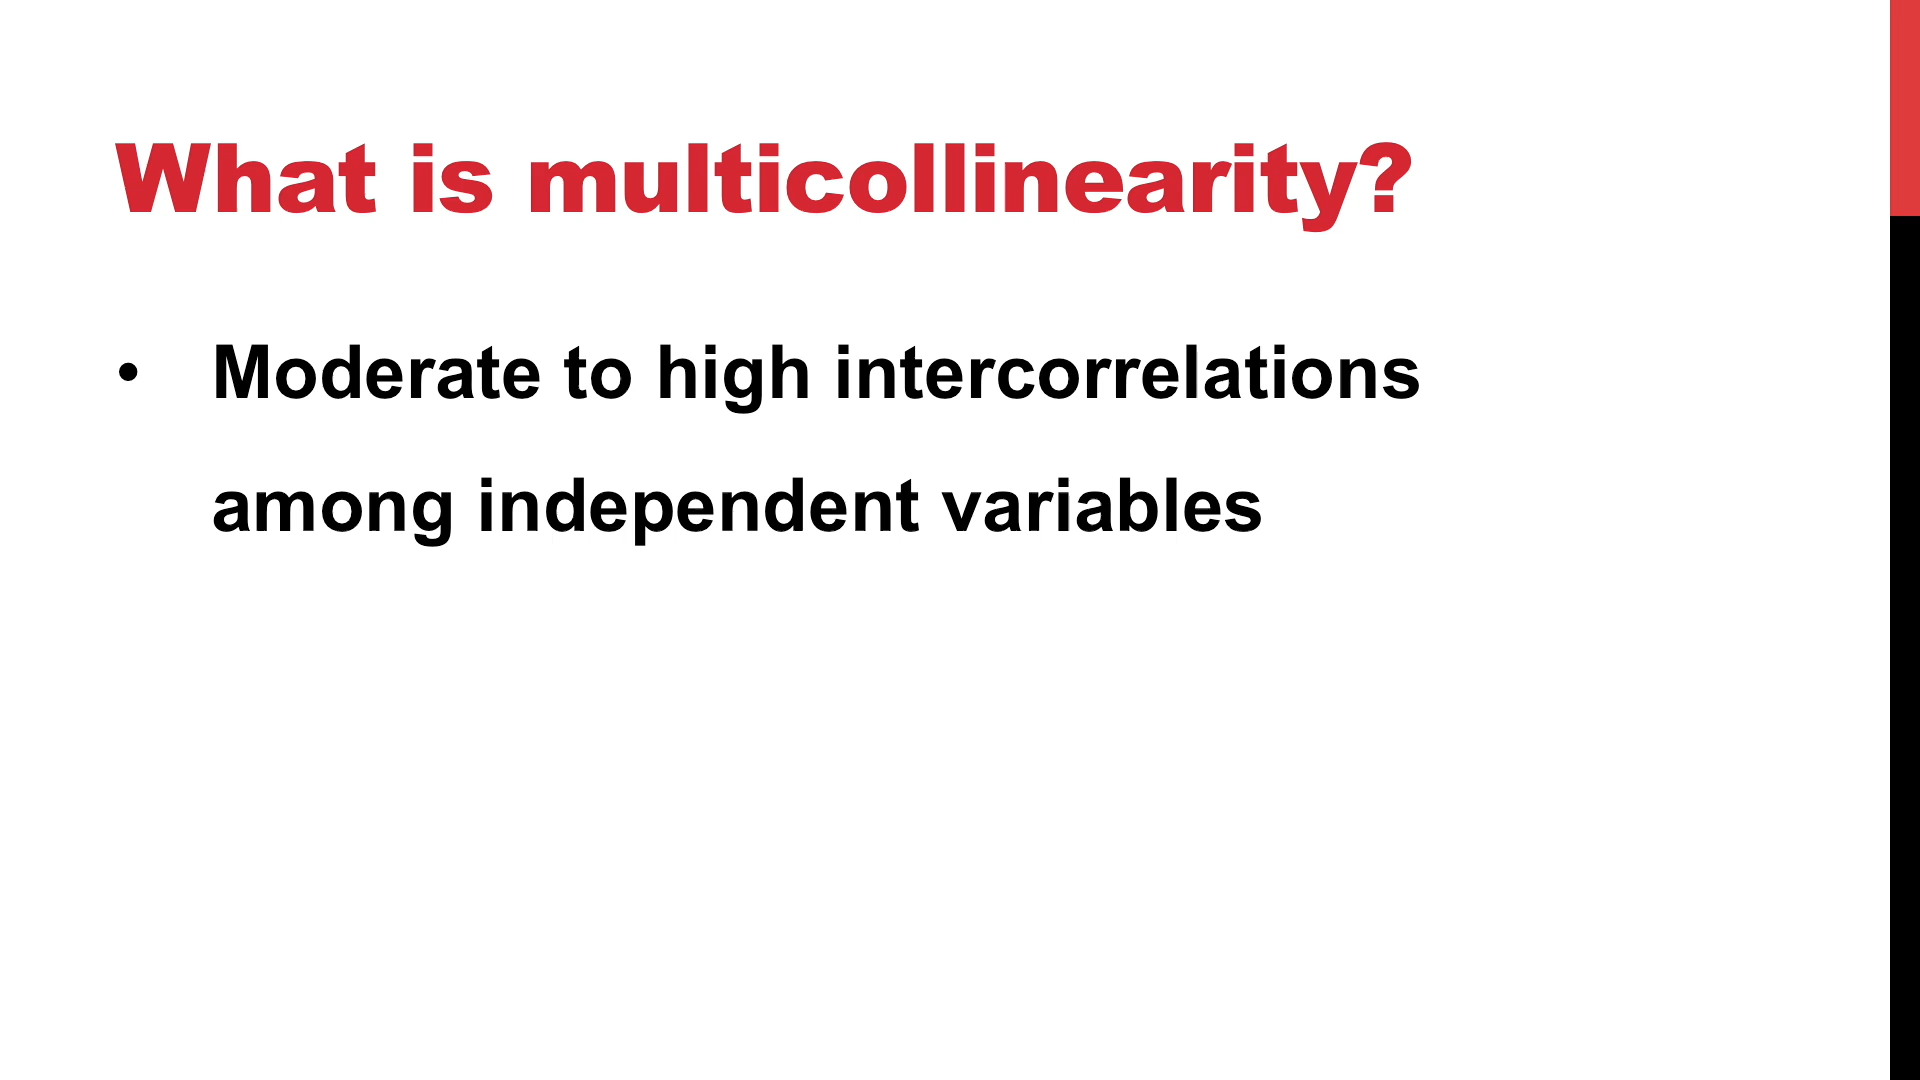 What is multicollinearity?
• Moderate to high intercorrelations
among independent variables